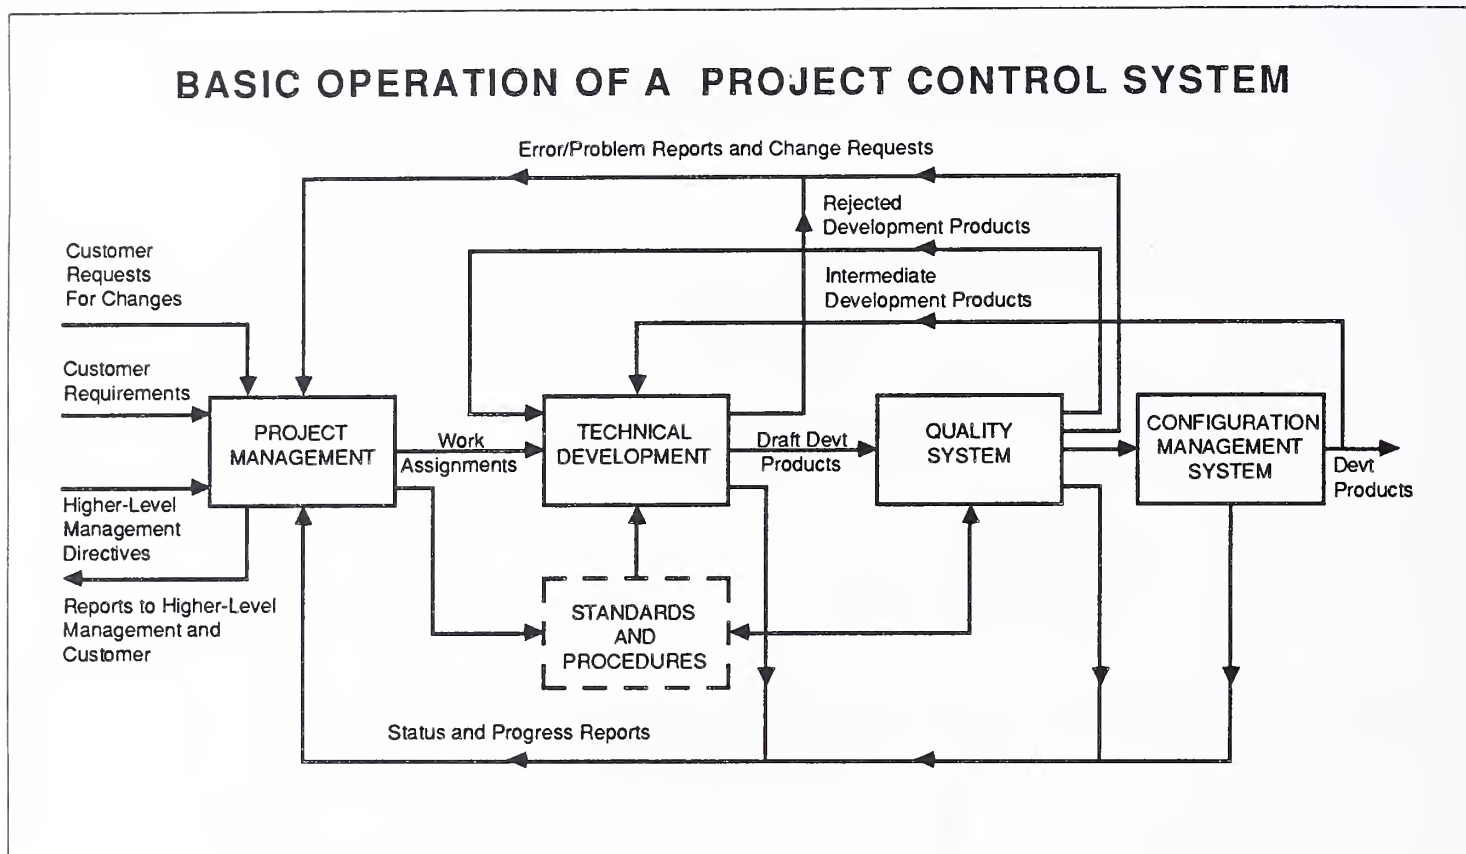 BASIC OPERATION OF A PROJECT CONTROL SYSTEM
Error/Problem Reports and Change Requests
Rejected
Development Products
Customer
Requests
For Changes
Intermediate
Development Products
Customer
Requirements
PROJECT
MANAGEMENT
Work
Assignments
TECHNICAL
DEVELOPMENT
Draft Devt
Products
QUALITY
SYSTEM
CONFIGURATION
MANAGEMENT
SYSTEM
Devt
Products
Higher-Level
Management
Directives
Reports to Higher-Level
Management and
Customer
STANDARDS
AND
PROCEDURES
Status and Progress Reports